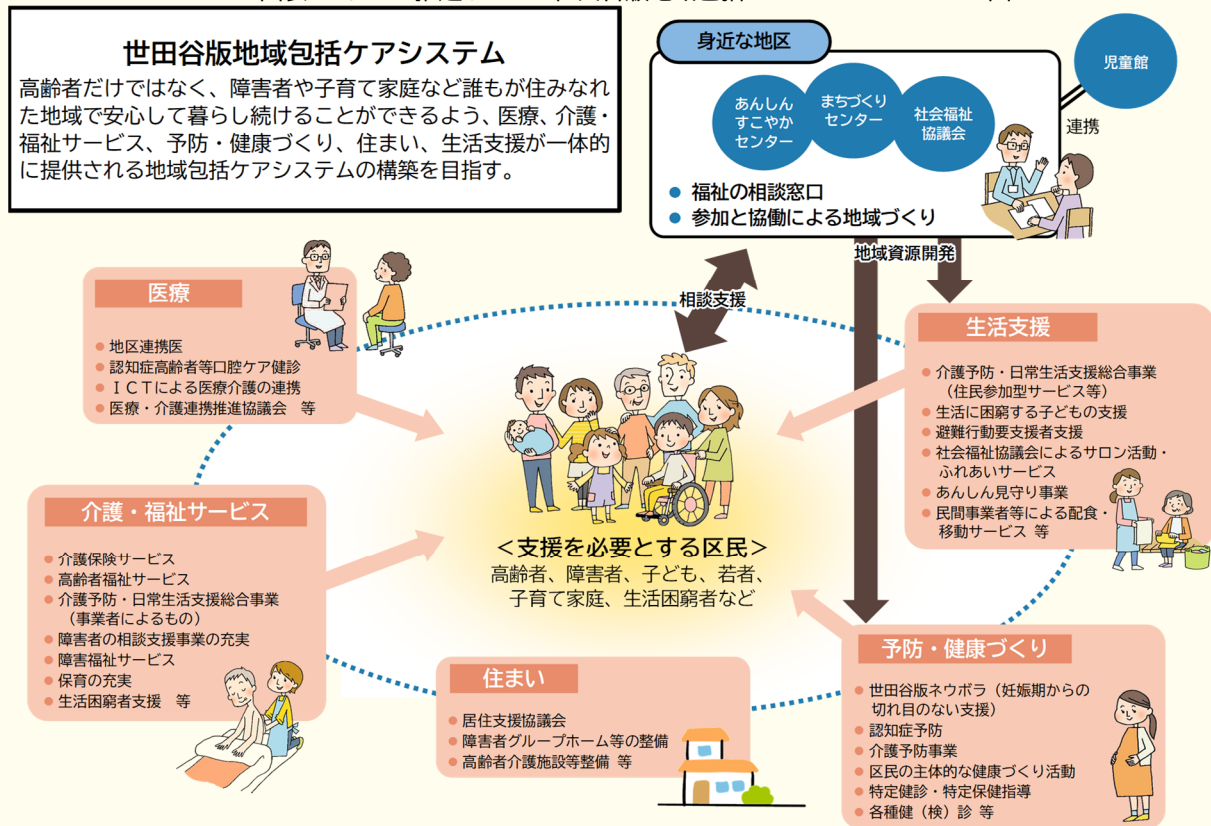 世田谷版地域包括ケアシステム
高齢者だけではなく、障害者や子育て家庭など誰もが住みなれ
た地域で安心して暮らし続けることができるよう、医療、介護・
福祉サービス、予防・健康づくり、住まい、生活支援が一体的
に提供される地域包括ケアシステムの構築を目指す。
身近な地区
あんしん
すこやか
センター
まちづくり
センター
社会福祉
協議会
児童館
連携
● 福祉の相談窓口
● 参加と協働による地域づくり
地域資源開発
相談支援
医療
● 地区連携医
● 認知症高齢者等口腔ケア健診
● ＩＣＴによる医療介護の連携
● 医療・介護連携推進協議会 等
介護・福祉サービス
● 介護保険サービス
● 高齢者福祉サービス
● 介護予防・日常生活支援総合事業
（事業者によるもの）
● 障害者の相談支援事業の充実
● 障害福祉サービス
● 保育の充実
● 生活困窮者支援 等
＜支援を必要とする区民＞
高齢者、障害者、子ども、若者、
子育て家庭、生活困窮者など
住まい
● 居住支援協議会
● 障害者グループホーム等の整備
● 高齢者介護施設等整備 等
生活支援
● 介護予防・日常生活支援総合事業
（住民参加型サービス等）
● 生活に困窮する子どもの支援
● 避難行動要支援者支援
● 社会福祉協議会によるサロン活動・
ふれあいサービス
● あんしん見守り事業
● 民間事業者等による配食・
移動サービス 等
予防・健康づくり
● 世田谷版ネウボラ（妊娠期からの
切れ目のない支援）
● 認知症予防
● 介護予防事業
● 区民の主体的な健康づくり活動
● 特定健診・特定保健指導
● 各種健（検）診 等